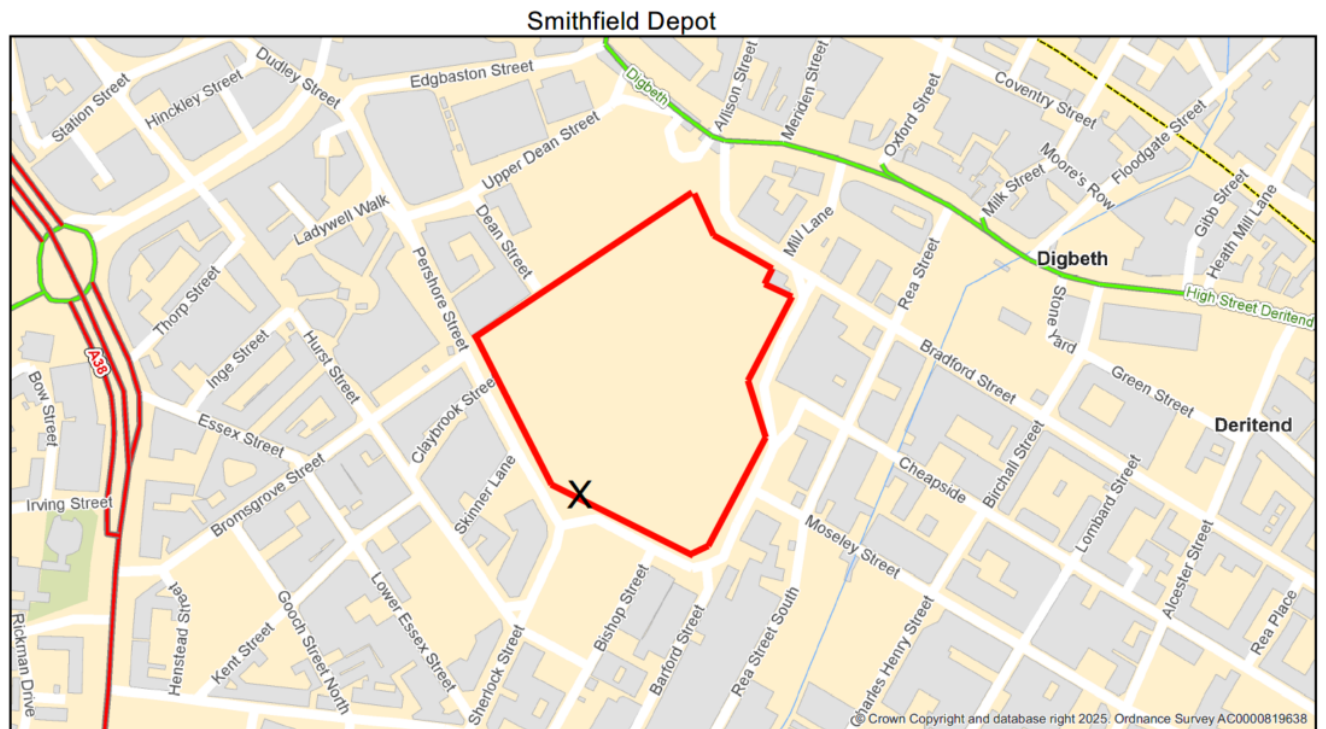 Smithfield Depot
Station Street
Hinckley Street
Dudley Street
Edgbaston Street
Digbeth
Allison Street
Meriden Street
Oxford Street
Coventry Street
Moore's Row
Floodgate Street
Milk Street
Gibb Street
Heath Mill Lane
Upper Dean Street
Ladywell Walk
Dean Street
Pershore Street
Mill Lane
Rea Street
Digbeth
High Street Deritend
Thorp Street
A38
Inge Street
Hurst Street
Stone Yard
Bradford Street
Green Street
Deritend
Bow Street
Essex Street
Claybrook Stree
Bromsgrove Street
Skinner Lane
X
Cheapside
Birchall Street
Lombard Street
Irving Street
Moseley Street
Alcester Street
Rickman Drive
Henstead Street
Kent Street
Gooch Street North
Lower Essex Street
Sherlock Street
Bishop Street
Barford Street
Rea Street South
Charles Henry Street
Rea Place
© Crown Copyright and database right 2025. Ordnance Survey AC0000819638